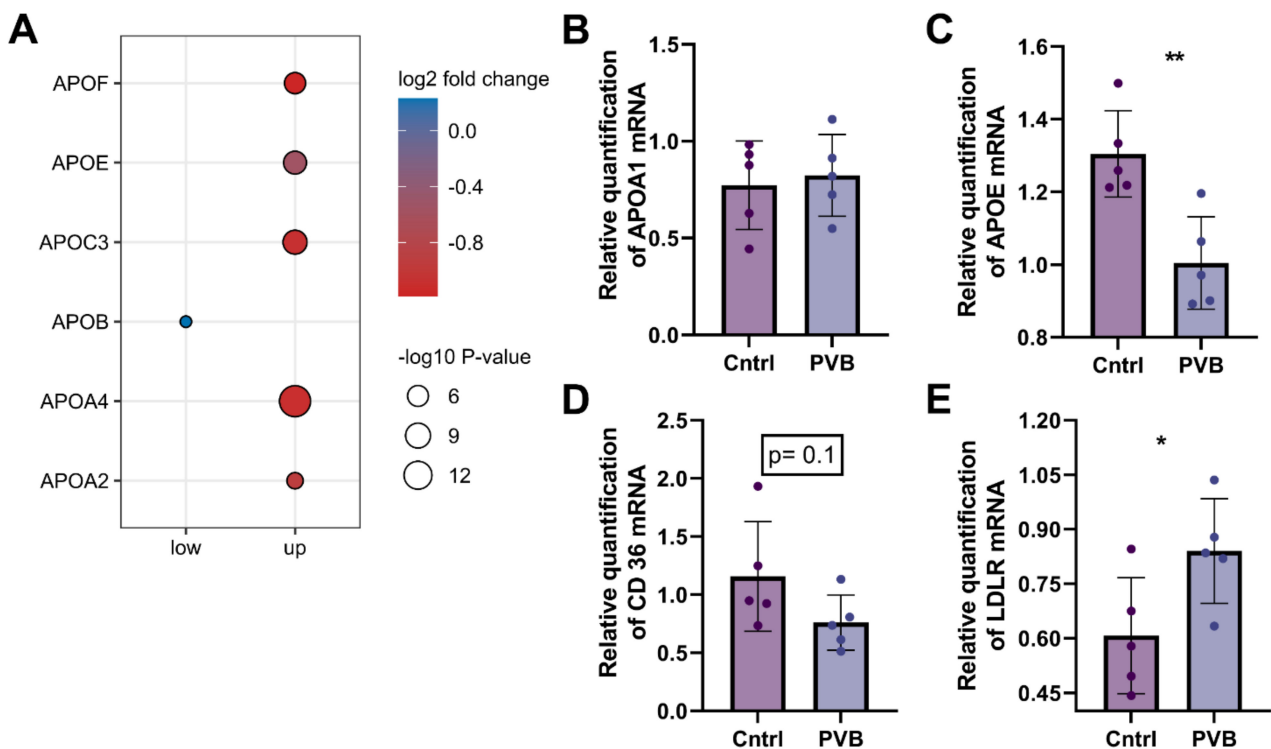 A
APOF
APOE
APOC3
APOB
APOA4
APOA2
low
up
log2 fold change
0.0
-0.4
-0.8
-log10 P-value
6
9
12
B
Relative quantification
of APOA1 mRNA
1.5
1.0
0.5
0.0
Cntrl
PVB
C
Relative quantification
of APOE mRNA
1.6
1.4
1.2
1.0
0.8
**
Cntrl
PVB
D
Relative quantification
of CD 36 mRNA
2.5
2.0
1.5
1.0
0.5
0.0
p= 0.1
Cntrl
PVB
E
Relative quantification
of LDLR mRNA
1.20
1.05
0.90
0.75
0.60
0.45
*
Cntrl
PVB